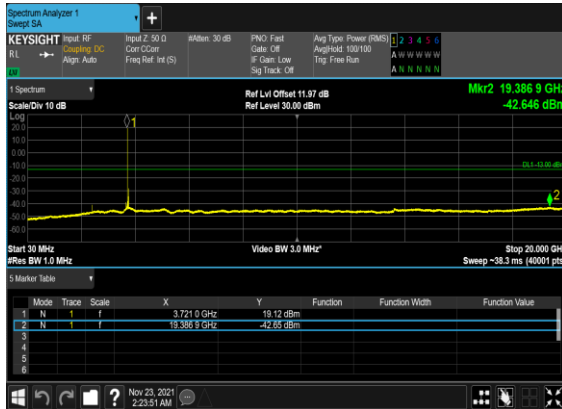 Spectrum Analyzer 1
Swept SA
KEYSIGHT Input: RF Input Z: 50 Ω #Atten: 30 dB PNO: Fast Avg Type: Power (RMS) 1 2 3 4 5 6
RL Coupling: DC Corr CCorr Gate: Off Avg|Hold: 100/100 A W W W W W
Align: Auto Freq Ref: Int (S) IF Gain: Low Trig: Free Run
Sig Track: Off A N N N N N
1 Spectrum Ref Lvl Offset 11.97 dB Mkr2 19.386 9 GHz
Scale/Div 10 dB Ref Level 30.00 dBm -42.646 dBm
Log
20.0
10.0
0.00
-10.0
DL1 -13.00 dBm
-20.0
-30.0
-40.0
-50.0
-60.0
1
2
Start 30 MHz Video BW 3.0 MHz* Stop 20.000 GHz
#Res BW 1.0 MHz Sweep ~38.3 ms (40001 pts)
5 Marker Table
Mode Trace Scale X Y Function Function Width Function Value
1 N 1 f 3.721 0 GHz 19.12 dBm
2 N 1 f 19.386 9 GHz -42.65 dBm
3
4
5
6
? Nov 23, 2021
2:23:51 AM